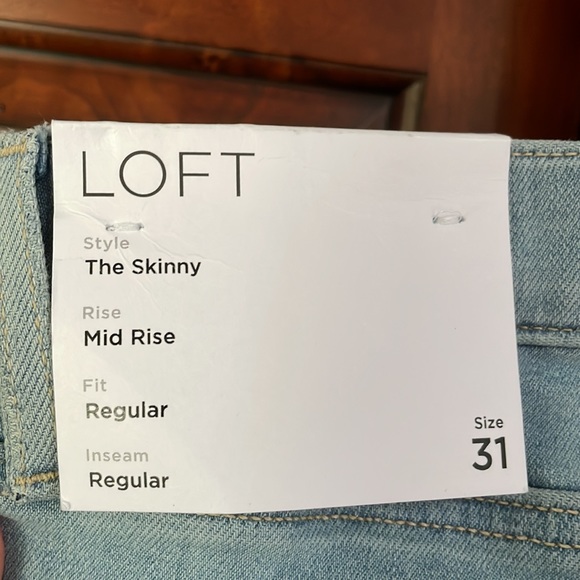 LOFT
Style
The Skinny
Rise
Mid Rise
Fit
Regular
Inseam
Regular
Size
31